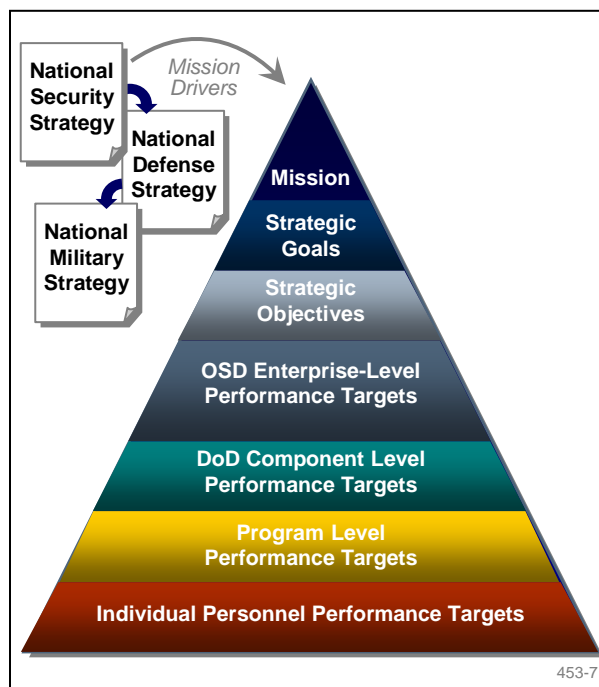 National
Security
Strategy
Mission
Drivers
National
Defense
Strategy
National
Military
Strategy
Mission
Strategic
Goals
Strategic
Objectives
OSD Enterprise-Level
Performance Targets
DoD Component Level
Performance Targets
Program Level
Performance Targets
Individual Personnel Performance Targets
453-7